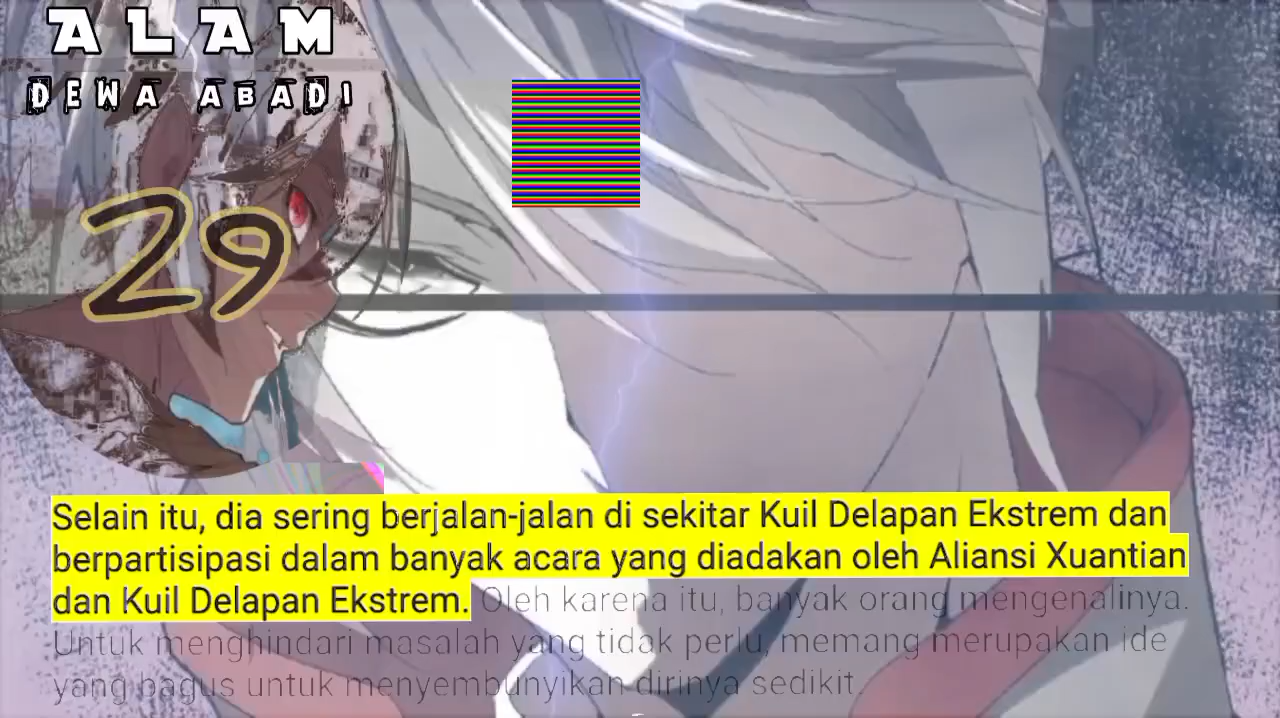 ALAM
DEWA ABADI
29
Selain itu, dia sering berjalan-jalan di sekitar Kuil Delapan Ekstrem dan
berpartisipasi dalam banyak acara yang diadakan oleh Aliansi Xuantian
dan Kuil Delapan Ekstrem. Oleh karena itu, banyak orang mengenalinya.
Untuk menghindari masalah yang tidak perlu, memang merupakan ide
yang bagus untuk menyembunyikan dirinya sedikit.